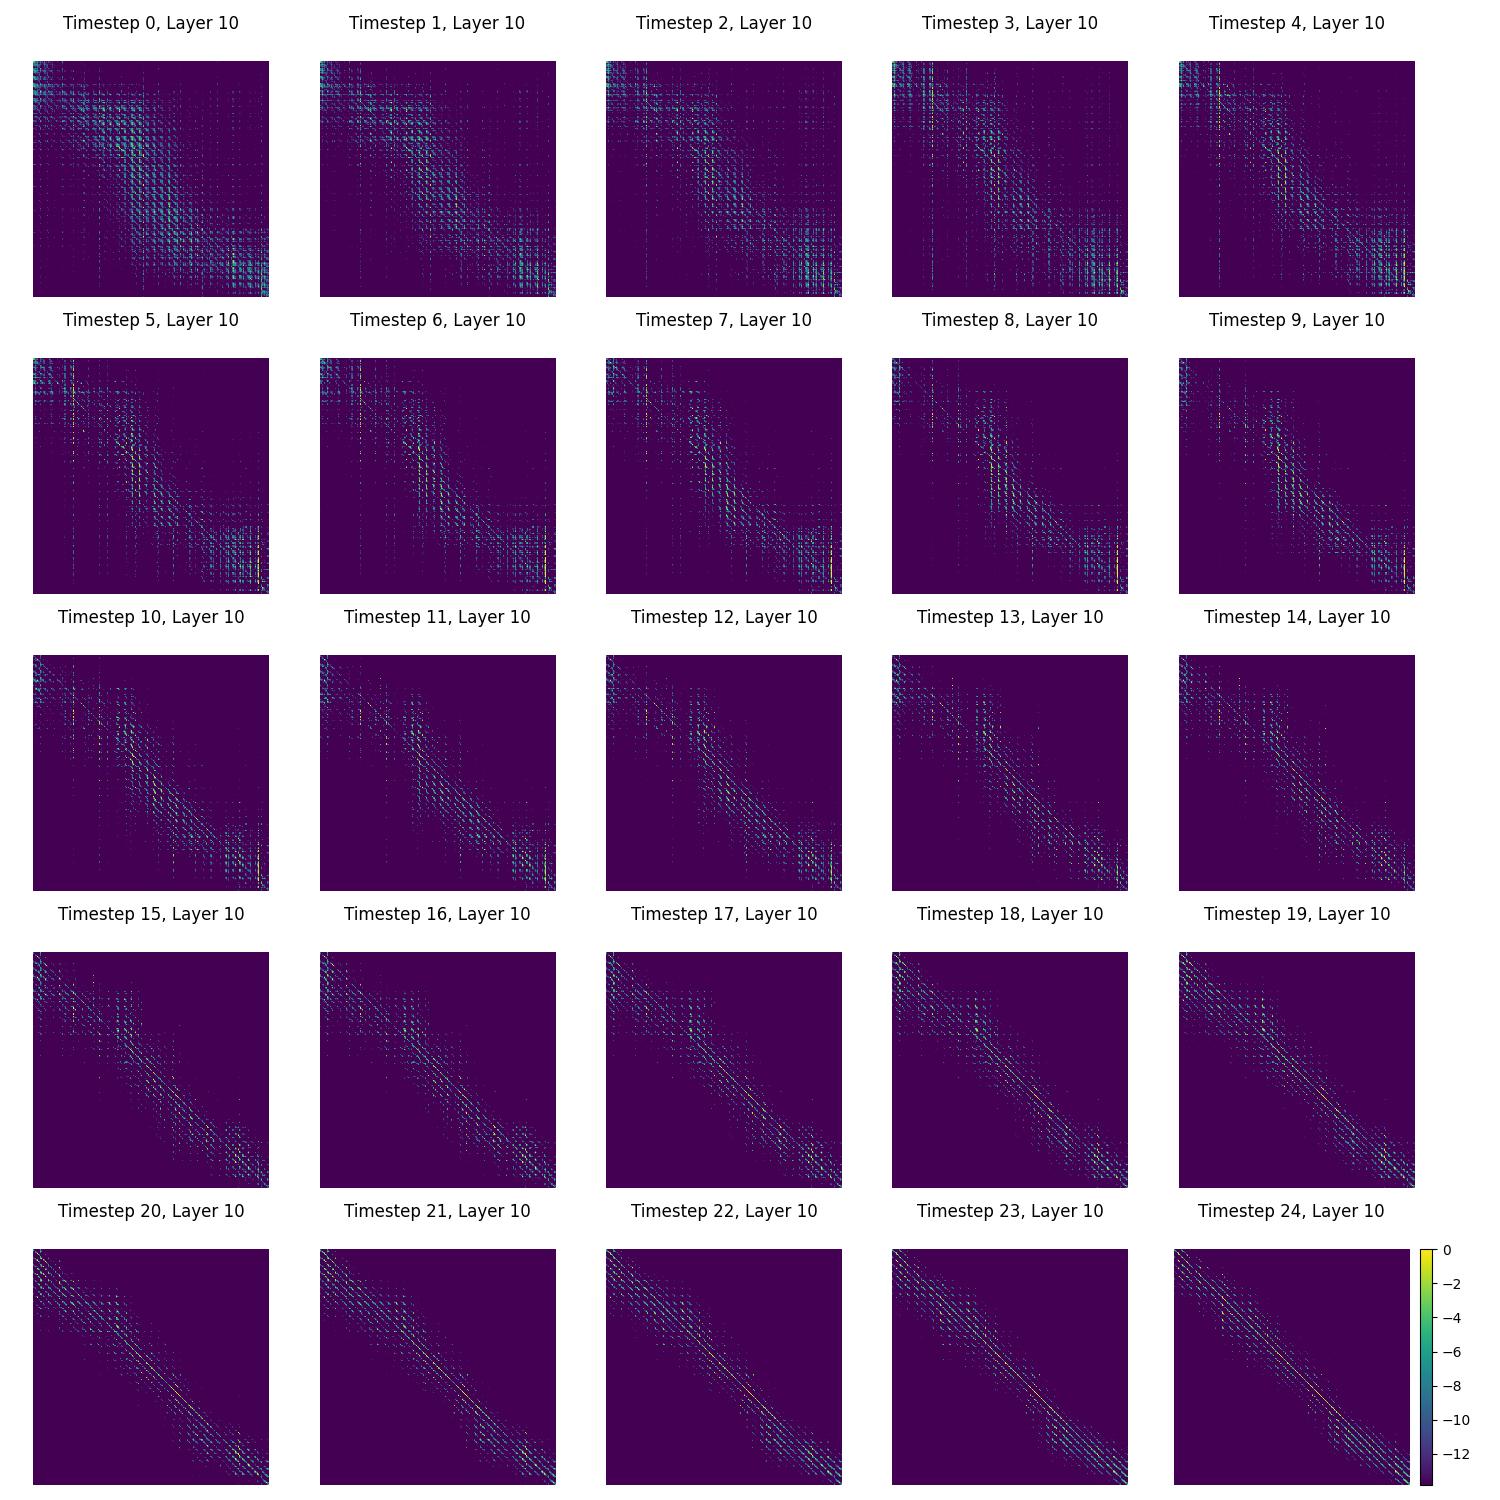 Timestep 0, Layer 10
Timestep 1, Layer 10
Timestep 2, Layer 10
Timestep 3, Layer 10
Timestep 4, Layer 10
Timestep 5, Layer 10
Timestep 6, Layer 10
Timestep 7, Layer 10
Timestep 8, Layer 10
Timestep 9, Layer 10
Timestep 10, Layer 10
Timestep 11, Layer 10
Timestep 12, Layer 10
Timestep 13, Layer 10
Timestep 14, Layer 10
Timestep 15, Layer 10
Timestep 16, Layer 10
Timestep 17, Layer 10
Timestep 18, Layer 10
Timestep 19, Layer 10
Timestep 20, Layer 10
Timestep 21, Layer 10
Timestep 22, Layer 10
Timestep 23, Layer 10
Timestep 24, Layer 10
0
−2
−4
−6
−8
−10
−12